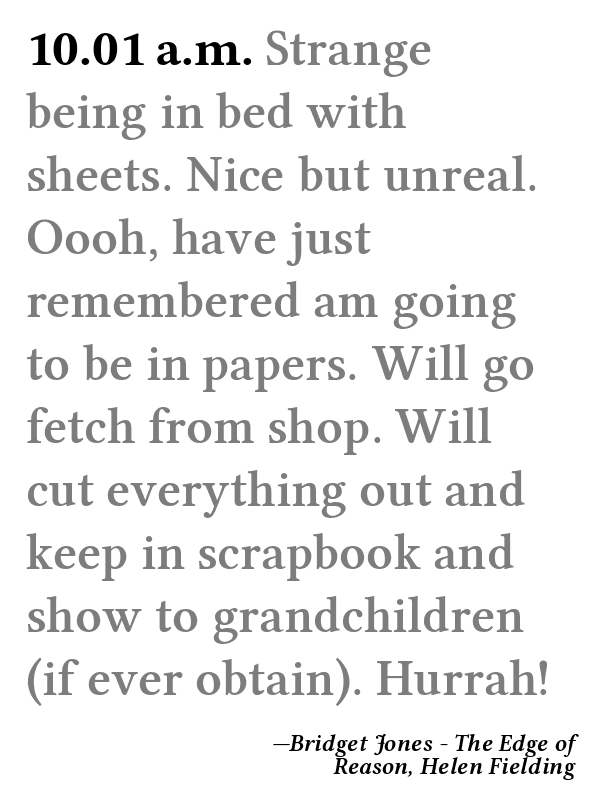 10.01 a.m. Strange
being in bed with
sheets. Nice but unreal.
Oooh, have just
remembered am going
to be in papers. Will go
fetch from shop. Will
cut everything out and
keep in scrapbook and
show to grandchildren
(if ever obtain). Hurrah!
—Bridget Jones - The Edge of
Reason, Helen Fielding